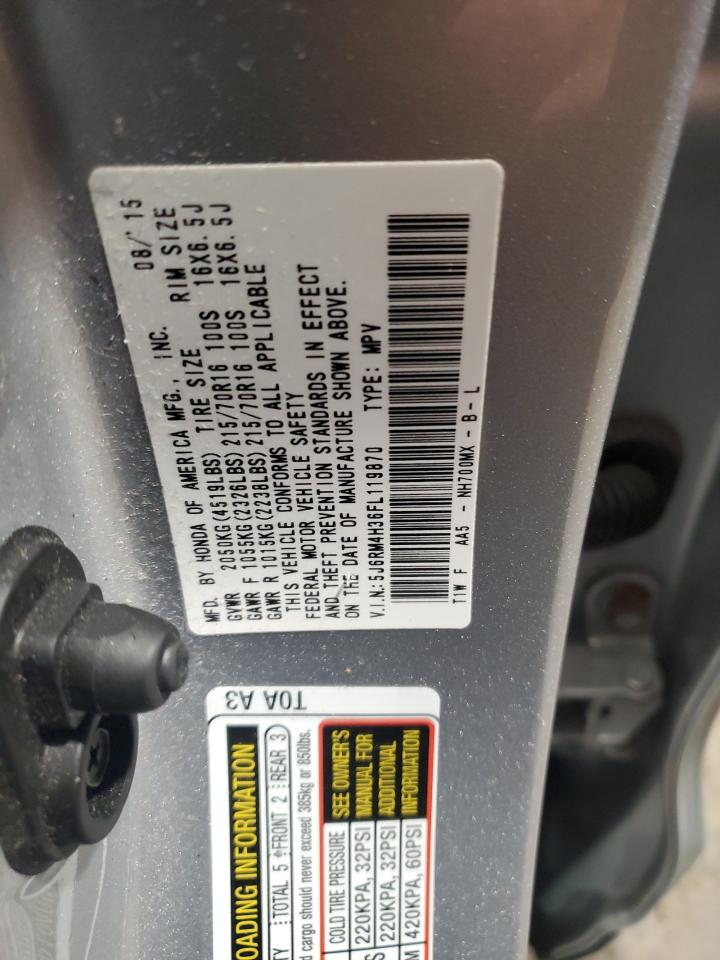 08/ 15
MFD. BY HONDA OF AMERICA MFG., INC.
TIRE SIZE RIM SIZE
GVWR 2050KG(4519LBS)
GAWR F 1055KG(2326LBS)215/70R16 100S 16X6.5J
GAWR R 1015KG(2238LBS)215/70R16 100S 16X6.5J
THIS VEHICLE CONFORMS TO ALL APPLICABLE
FEDERAL MOTOR VEHICLE SAFETY
AND THEFT PREVENTION STANDARDS IN EFFECT
ON THE DATE OF MANUFACTURE SHOWN ABOVE.
V.I.N:5J6RM4H36FL119870 TYPE: MPV
T1W F AA5 - NH700MX - B- L
T0A A3
OADING INFORMATION
TOTAL 5 FRONT 2 REAR 3
d cargo should never exceed 385kg or 850lbs.
COLD TIRE PRESSURE
220KPA, 32PSI
220KPA, 32PSI
420KPA, 60PSI
SEE OWNER'S
MANUAL FOR
ADDITIONAL
INFORMATION